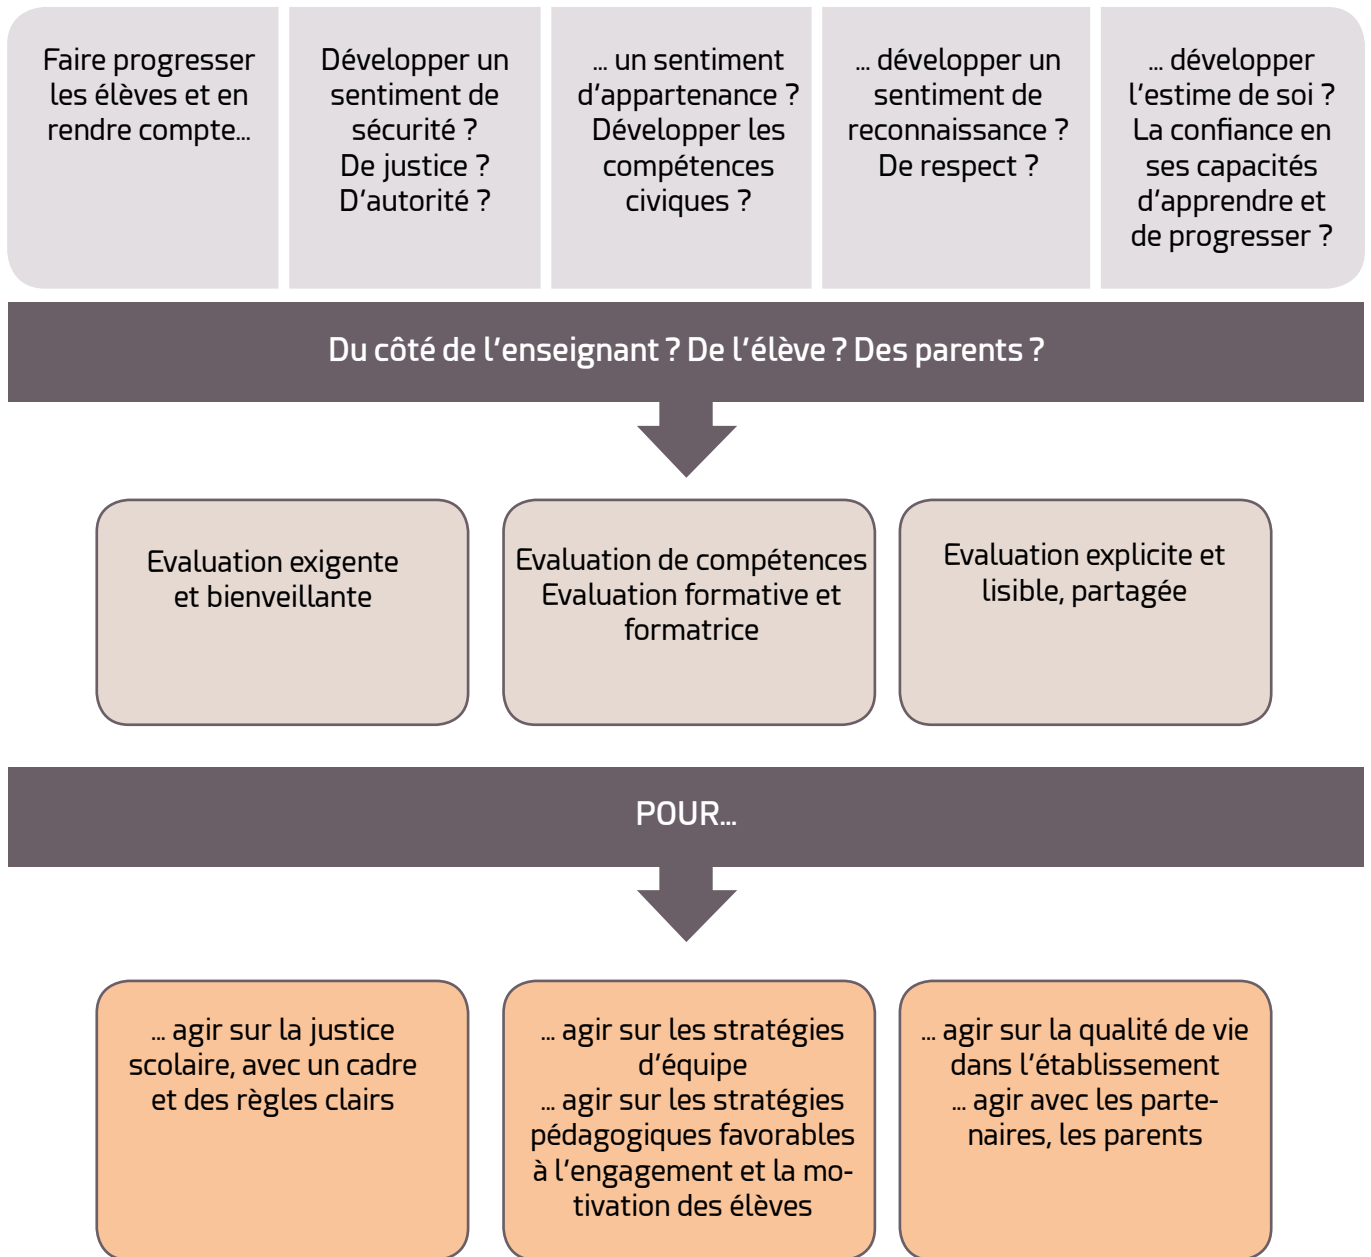 Faire progresser
les élèves et en
rendre compte...
Développer un
sentiment de
sécurité ?
De justice ?
D'autorité ?
... un sentiment
d'appartenance ?
Développer les
compétences
civiques ?
... développer un
sentiment de
reconnaissance ?
De respect ?
... développer
l'estime de soi ?
La confiance en
ses capacités
d'apprendre et
de progresser ?
Du côté de l'enseignant ? De l'élève ? Des parents ?
Evaluation exigente
et bienveillante
Evaluation de compétences
Evaluation formative et
formatrice
Evaluation explicite et
lisible, partagée
POUR...
... agir sur la justice
scolaire, avec un cadre
et des règles clairs
... agir sur les stratégies
d'équipe
... agir sur les stratégies
pédagogiques favorables
à l'engagement et la mo-
tivation des élèves
... agir sur la qualité de vie
dans l'établissement
... agir avec les parte-
naires, les parents